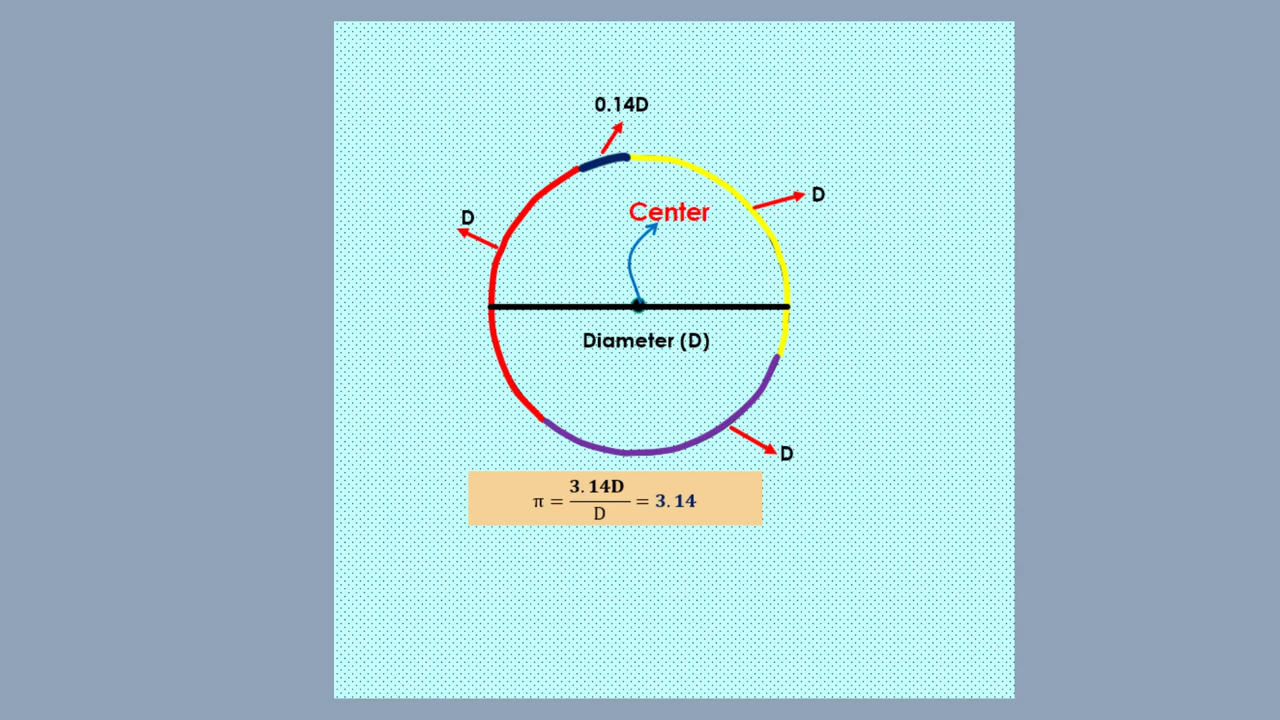 0.14D
D
D
Center
Diameter (D)
D
π = 3.14D / D = 3.14